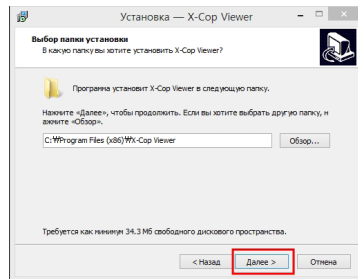 Установка — X-Cop Viewer
Выбор папки установки
В какую папку вы хотите установить X-Cop Viewer?
Программа установит X-Cop Viewer в следующую папку.
Нажмите «Далее», чтобы продолжить. Если вы хотите выбрать другую папку, н
ажмите «Обзор».
C:₩Program Files (x86)₩X-Cop Viewer
Обзор...
Требуется как минимум 34.3 Мб свободного дискового пространства.
< Назад
Далее >
Отмена